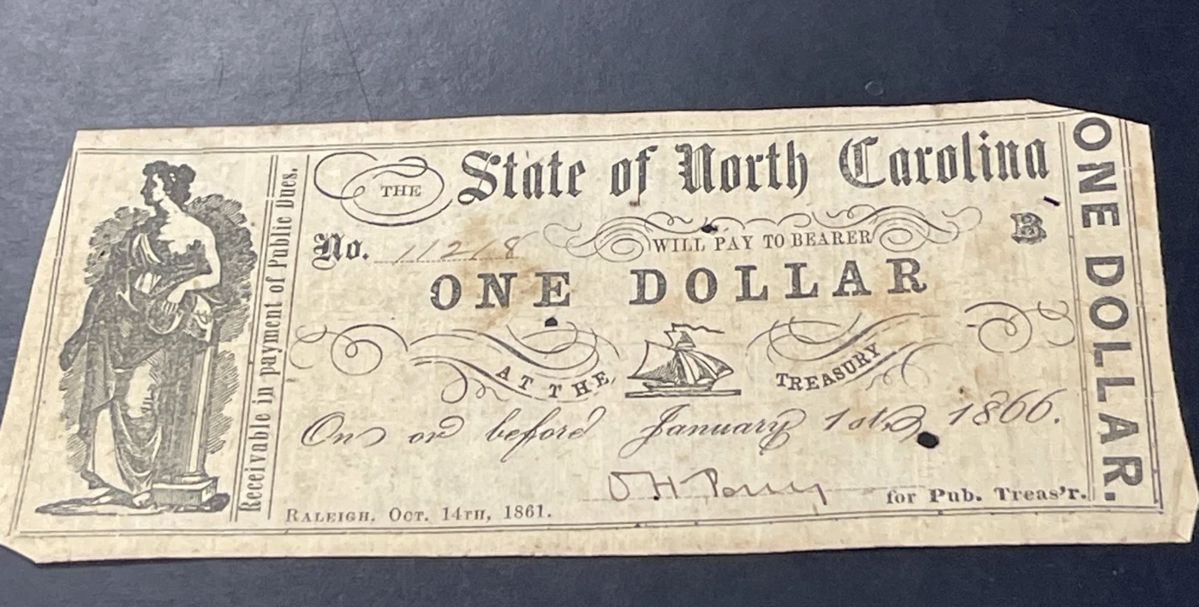 Receivable in payment of Public Dues.
THE State of North Carolina
No. 11218
WILL PAY TO BEARER
B
ONE DOLLAR
AT THE TREASURY
On or before January 1st, 1866.
O H Perry for Pub. Treas'r.
RALEIGH. OCT. 14TH, 1861.
ONE DOLLAR.